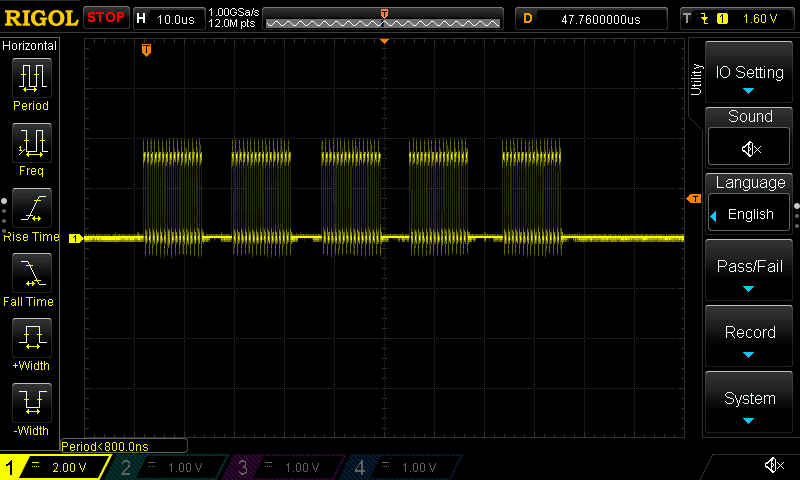 RIGOL STOP H 10.0us 1.00GSa/s 12.0M pts D 47.7600000us T 1 1.60 V
Horizontal
Period
Freq
Rise Time
Fall Time
+Width
-Width
T
T
T
1
Period<800.0ns
Utility
IO Setting
Sound
Language
English
Pass/Fail
Record
System
1 2.00 V 2 1.00 V 3 1.00 V 4 1.00 V